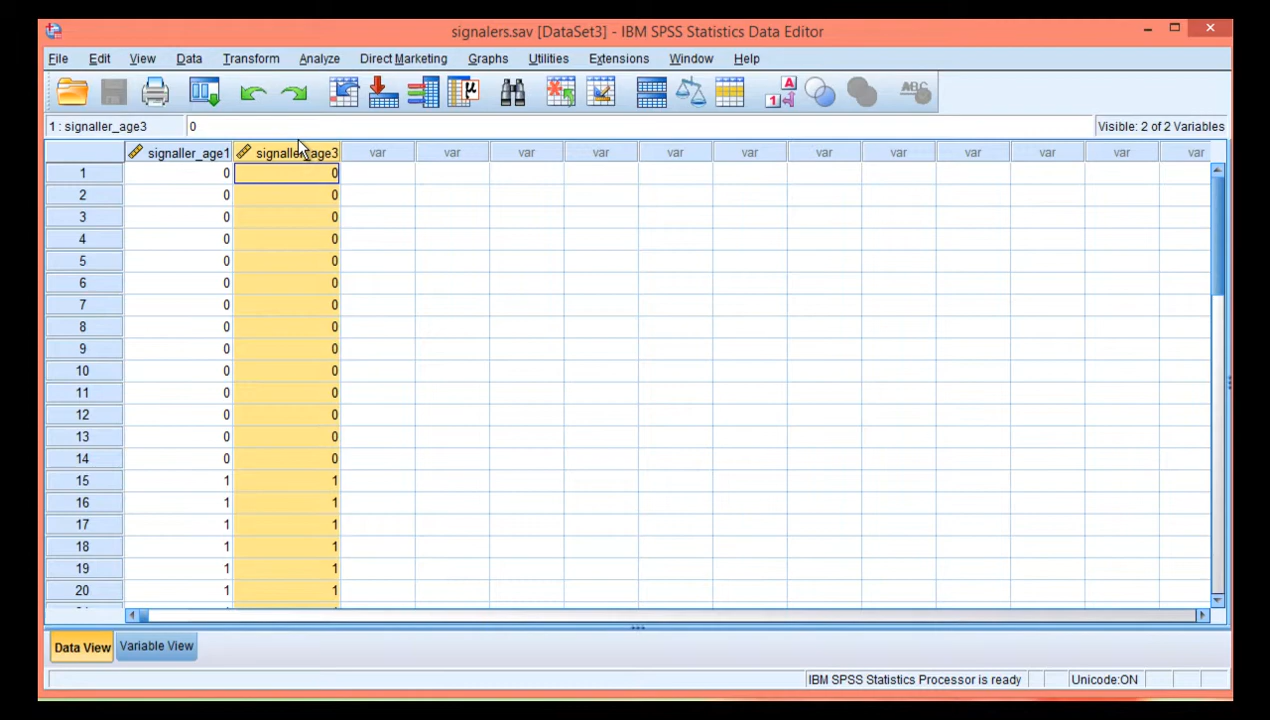 signalers.sav [DataSet3] - IBM SPSS Statistics Data Editor
File Edit View Data Transform Analyze Direct Marketing Graphs Utilities Extensions Window Help
1 : signaller_age3 0 Visible: 2 of 2 Variables
signaller_age1 signaller_age3 var var var var var var var var var var var var
1 0 0
2 0 0
3 0 0
4 0 0
5 0 0
6 0 0
7 0 0
8 0 0
9 0 0
10 0 0
11 0 0
12 0 0
13 0 0
14 0 0
15 1 1
16 1 1
17 1 1
18 1 1
19 1 1
20 1 1
Data View Variable View
IBM SPSS Statistics Processor is ready Unicode:ON